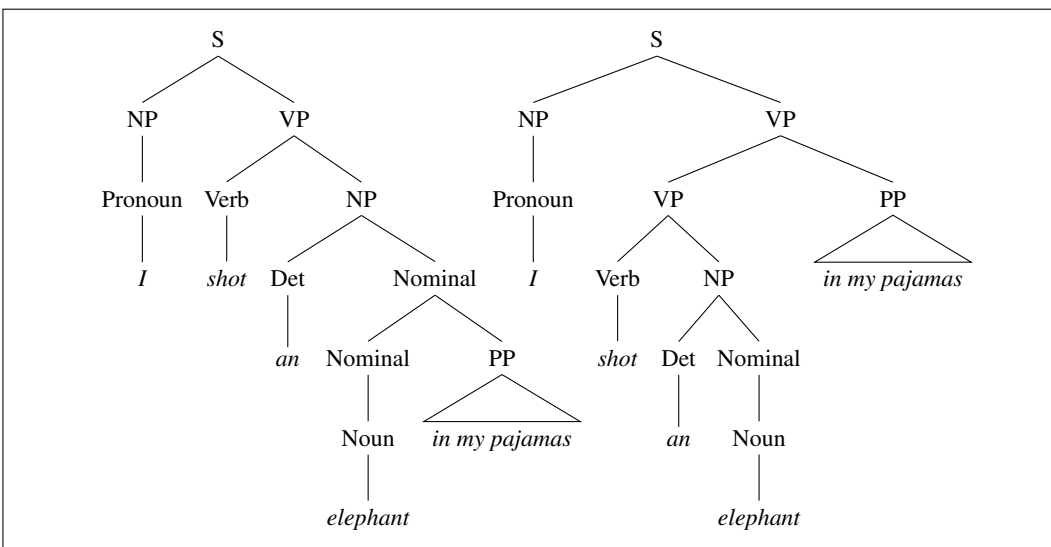 S S
NP VP NP VP
Pronoun Verb NP Pronoun VP PP
I shot Det Nominal I Verb NP in my pajamas
an Nominal PP shot Det Nominal
Noun in my pajamas an Noun
elephant elephant